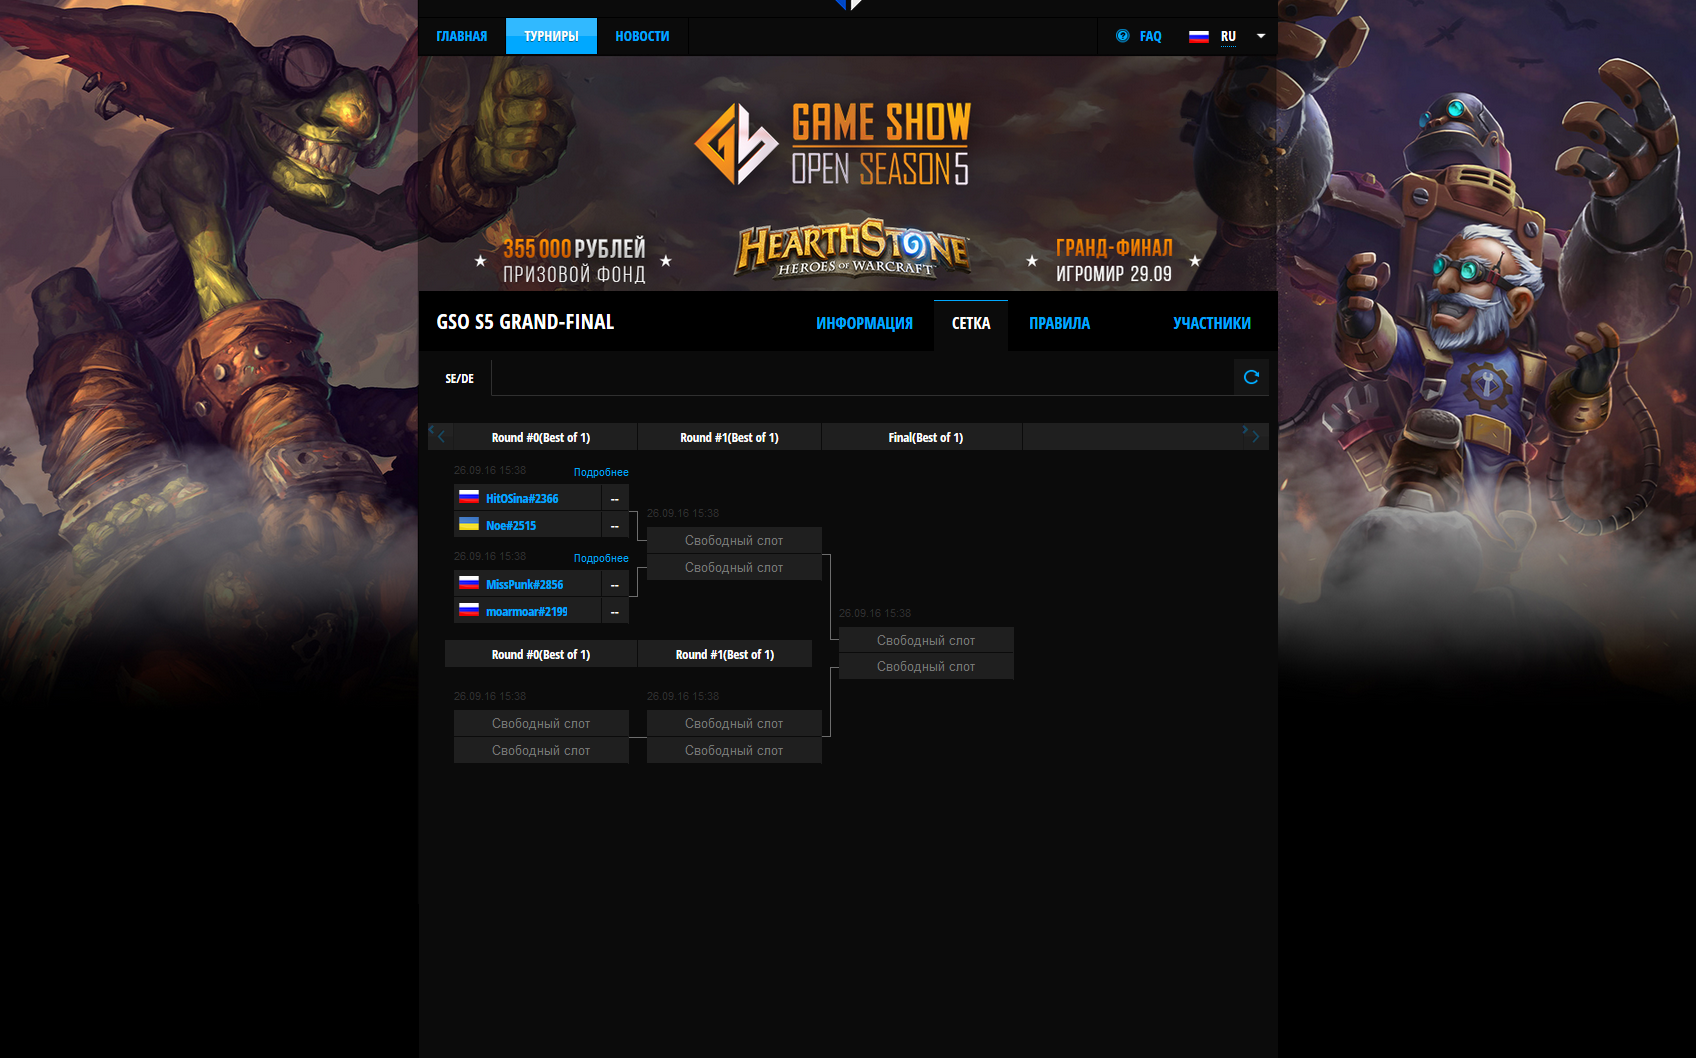 ГЛАВНАЯ ТУРНИРЫ НОВОСТИ FAQ RU
GAME SHOW
OPEN SEASON 5
HEARTHSTONE
HEROES OF WARCRAFT
355 000 РУБЛЕЙ
ПРИЗОВОЙ ФОНД
ГРАНД-ФИНАЛ
ИГРОМИР 29.09
GSO S5 GRAND-FINAL ИНФОРМАЦИЯ СЕТКА ПРАВИЛА УЧАСТНИКИ
SE/DE
Round #0(Best of 1) Round #1(Best of 1) Final(Best of 1)
26.09.16 15:38 Подробнее
HitOSina#2366 --
Noe#2515 --
26.09.16 15:38
Свободный слот
Свободный слот
26.09.16 15:38 Подробнее
MissPunk#2856 --
moarmoar#2199 --
26.09.16 15:38
Свободный слот
Свободный слот
Round #0(Best of 1) Round #1(Best of 1)
26.09.16 15:38 26.09.16 15:38
Свободный слот Свободный слот
Свободный слот Свободный слот